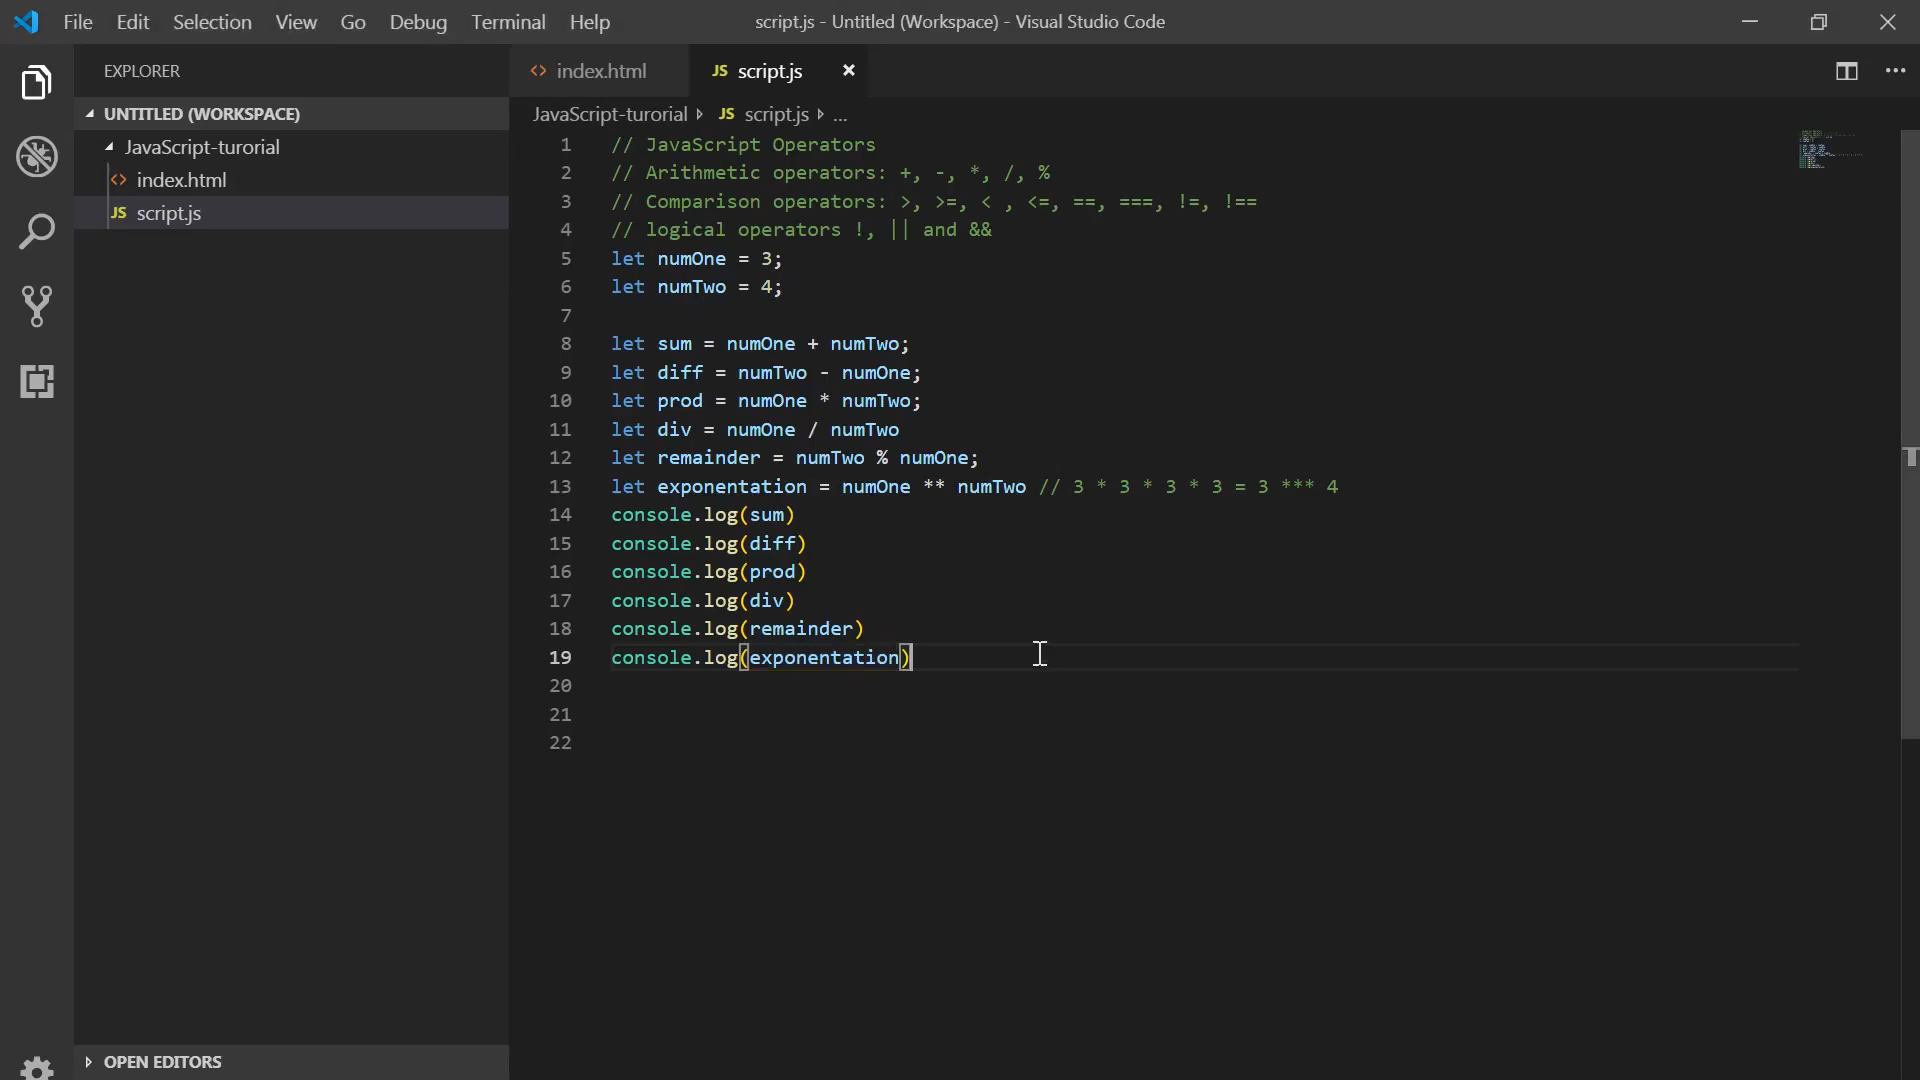 File Edit Selection View Go Debug Terminal Help
script.js - Untitled (Workspace) - Visual Studio Code
EXPLORER
UNTITLED (WORKSPACE)
JavaScript-turorial
index.html
JS script.js
OPEN EDITORS
index.html
JS script.js
JavaScript-turorial JS script.js ...
1 // JavaScript Operators
2 // Arithmetic operators: +, -, *, /, %
3 // Comparison operators: >, >=, < , <=, ==, ===, !=, !==
4 // logical operators !, || and &&
5 let numOne = 3;
6 let numTwo = 4;
7
8 let sum = numOne + numTwo;
9 let diff = numTwo - numOne;
10 let prod = numOne * numTwo;
11 let div = numOne / numTwo
12 let remainder = numTwo % numOne;
13 let exponentation = numOne ** numTwo // 3 * 3 * 3 * 3 = 3 *** 4
14 console.log(sum)
15 console.log(diff)
16 console.log(prod)
17 console.log(div)
18 console.log(remainder)
19 console.log(exponentation)
20
21
22